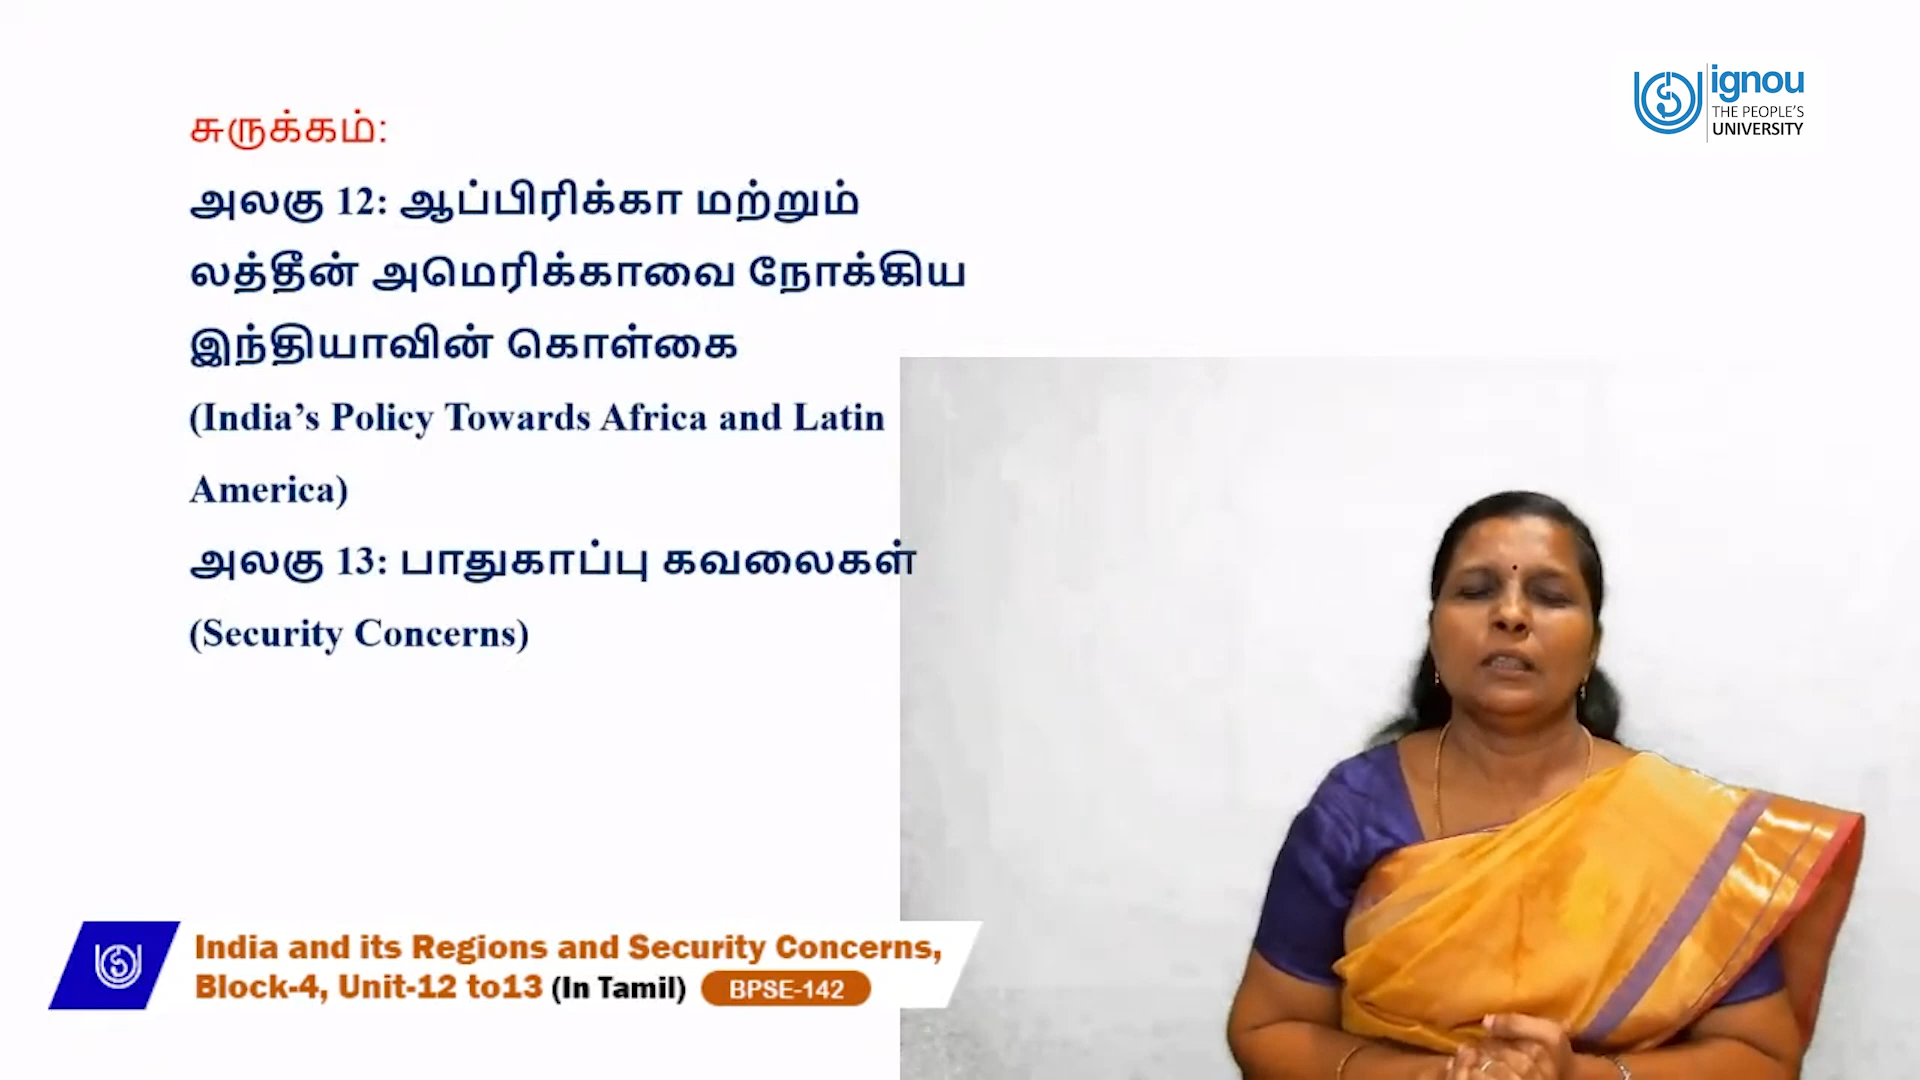 ignou
THE PEOPLE'S
UNIVERSITY
சுருக்கம்:
அலகு 12: ஆப்பிரிக்கா மற்றும்
லத்தீன் அமெரிக்காவை நோக்கிய
இந்தியாவின் கொள்கை
(India’s Policy Towards Africa and Latin
America)
அலகு 13: பாதுகாப்பு கவலைகள்
(Security Concerns)
India and its Regions and Security Concerns,
Block-4, Unit-12 to13 (In Tamil) BPSE-142